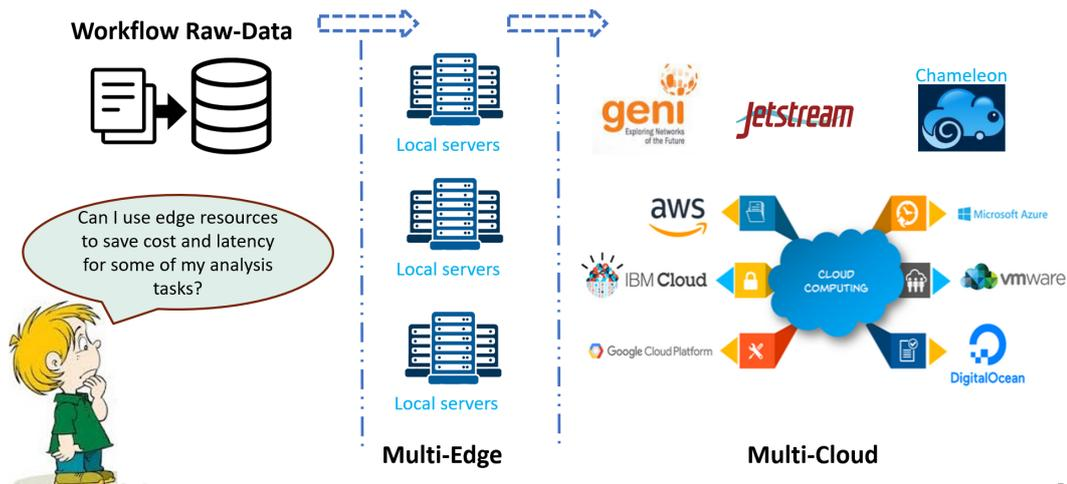 Workflow Raw-Data
Can I use edge resources
to save cost and latency
for some of my analysis
tasks?
Local servers
Local servers
Local servers
Multi-Edge
geni
Exploring Networks
of the Future
Jetstream
Chameleon
aws
Microsoft Azure
IBM Cloud
CLOUD
COMPUTING
vmware
Google Cloud Platform
DigitalOcean
Multi-Cloud